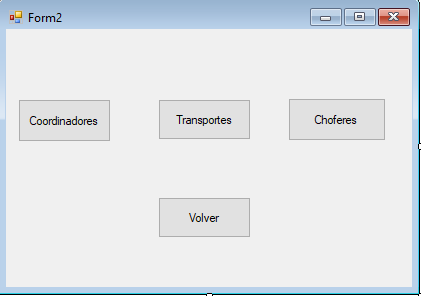 Form2
Coordinadores
Transportes
Choferes
Volver